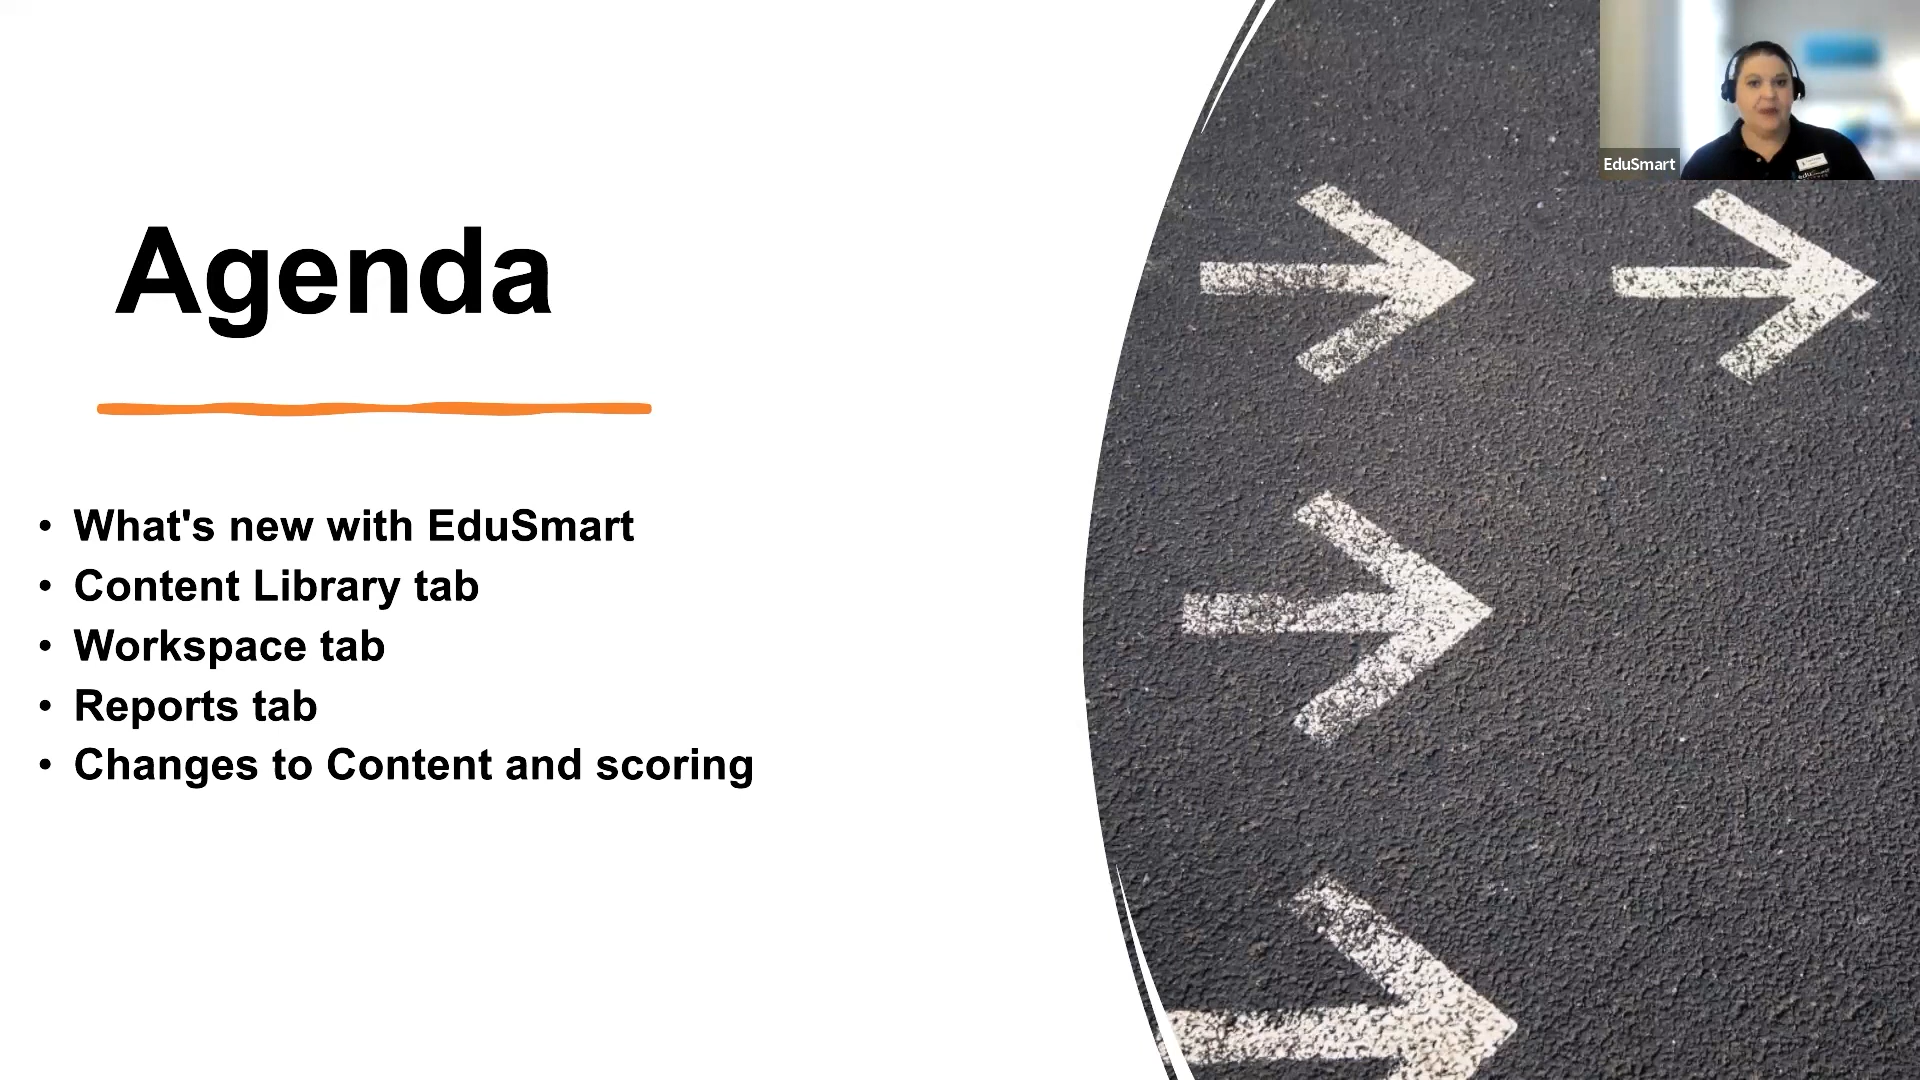 EduSmart
Agenda
• What's new with EduSmart
• Content Library tab
• Workspace tab
• Reports tab
• Changes to Content and scoring